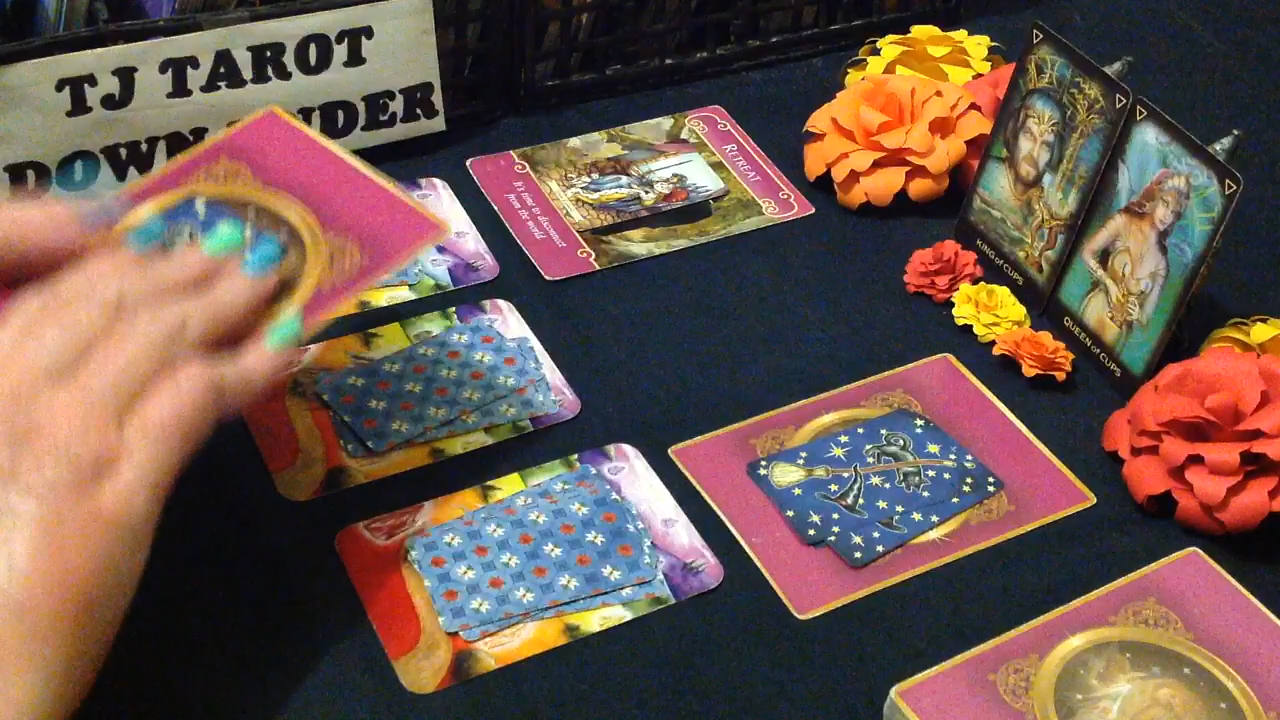 TJ TAROT
DOWN UNDER
RETREAT
It's time to disconnect
from the world
KING of CUPS
QUEEN of CUPS